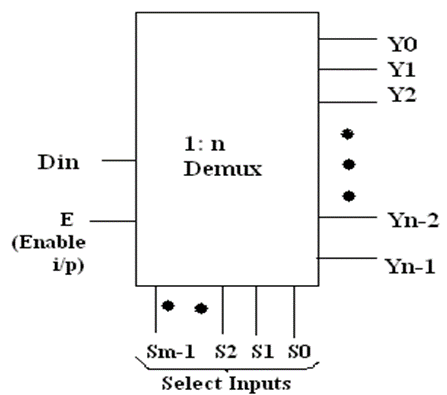 Y0
Y1
Y2
1: n
Demux
Din
E
(Enable
i/p)
Yn-2
Yn-1
Sm-1 S2 S1 S0
Select Inputs